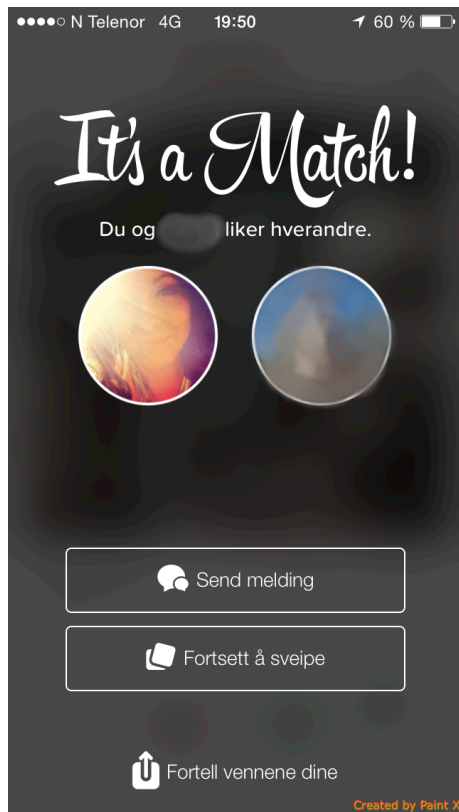 N Telenor 4G 19:50 60 %
It's a Match!
Du og liker hverandre.
Send melding
Fortsett å sveipe
Fortell vennene dine
Created by Paint X